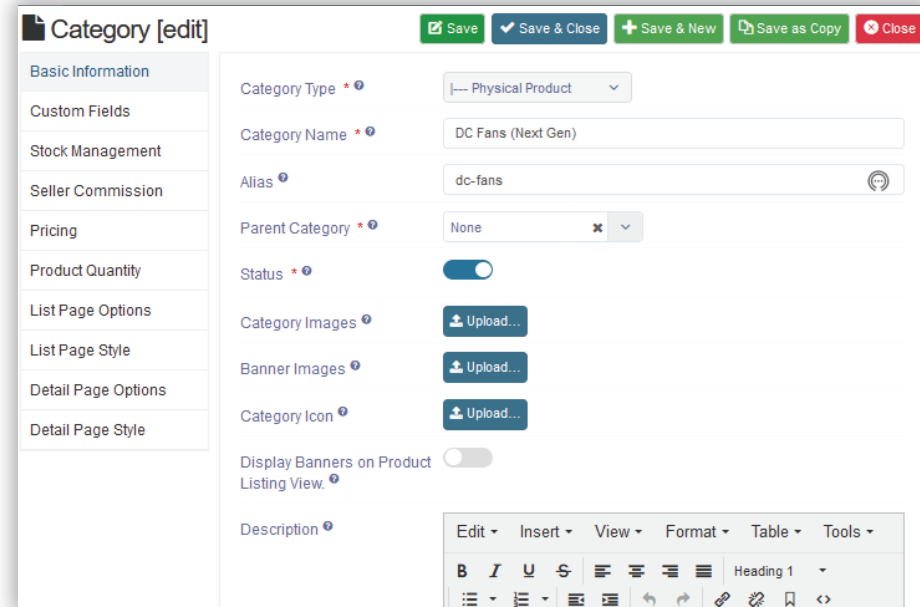 Category [edit]
Save
Save & Close
Save & New
Save as Copy
Close
Basic Information
Custom Fields
Stock Management
Seller Commission
Pricing
Product Quantity
List Page Options
List Page Style
Detail Page Options
Detail Page Style
Category Type *
|--- Physical Product
Category Name *
DC Fans (Next Gen)
Alias
dc-fans
Parent Category *
None
Status *
Category Images
Upload...
Banner Images
Upload...
Category Icon
Upload...
Display Banners on Product
Listing View.
Description
Edit Insert View Format Table Tools
B I U S Heading 1